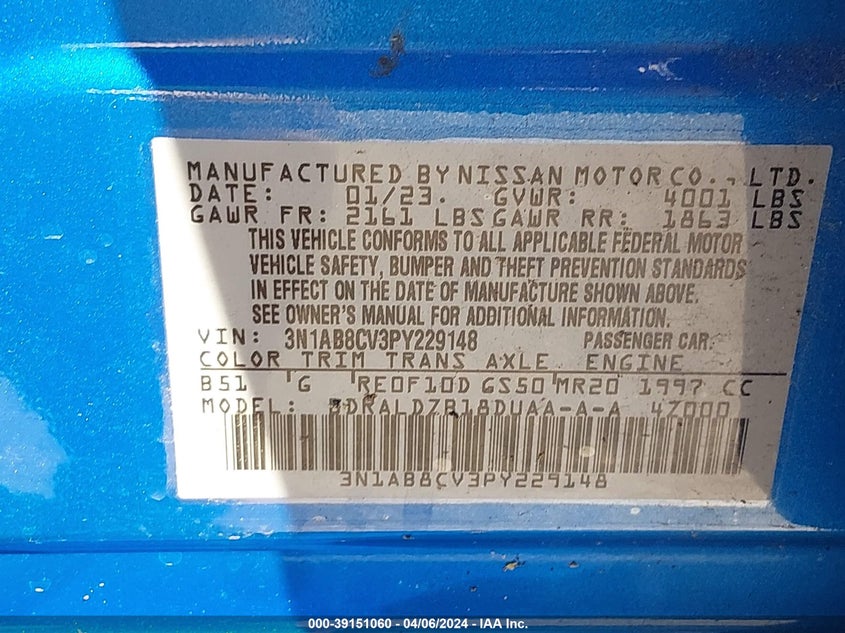 MANUFACTURED BY NISSAN MOTOR CO., LTD.
DATE: 01/23. GVWR: 4001 LBS
GAWR FR: 2161 LBS GAWR RR: 1863 LBS
THIS VEHICLE CONFORMS TO ALL APPLICABLE FEDERAL MOTOR
VEHICLE SAFETY, BUMPER AND THEFT PREVENTION STANDARDS
IN EFFECT ON THE DATE OF MANUFACTURE SHOWN ABOVE.
SEE OWNER'S MANUAL FOR ADDITIONAL INFORMATION.
VIN: 3N1AB8CV3PY229148 PASSENGER CAR.
COLOR TRIM TRANS AXLE ENGINE
B51 G RE0F10D GS50 MR20 1997 CC
MODEL: 47000
3N1AB8CV3PY229148
000-39151060 - 04/06/2024 - IAA Inc.